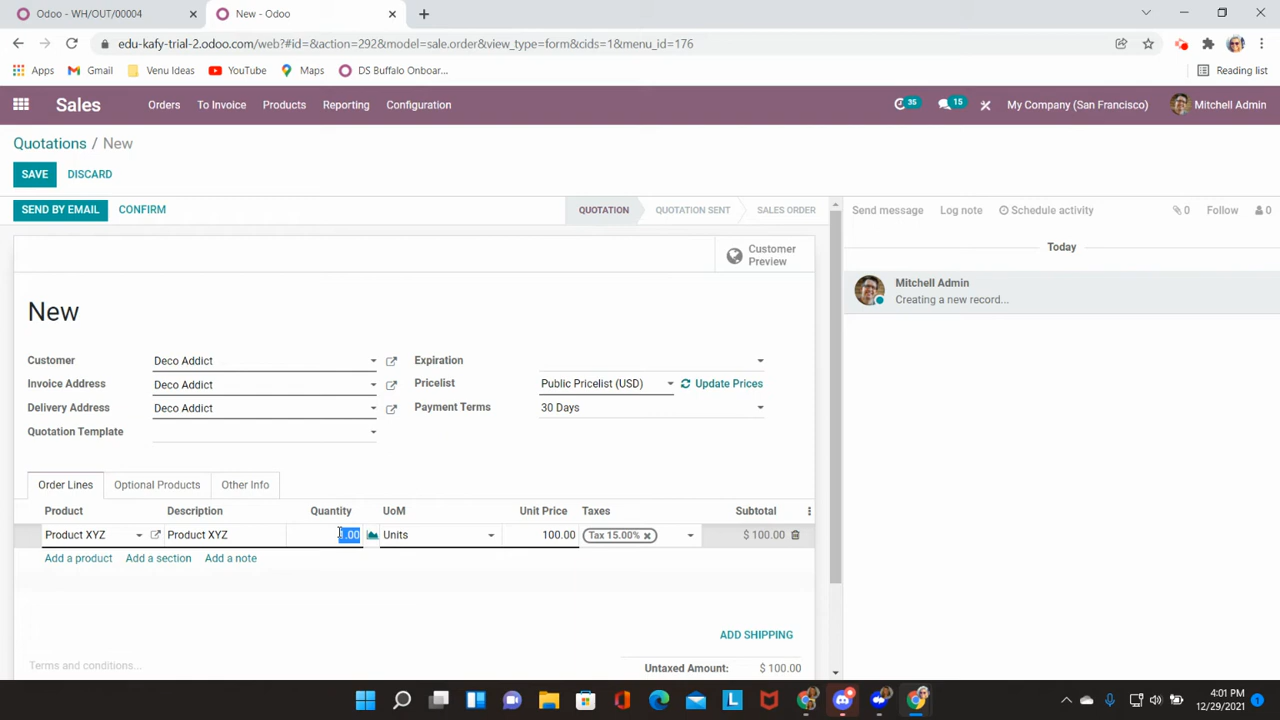 Odoo - WH/OUT/00004
New - Odoo
edu-kafy-trial-2.odoo.com/web?#id=&action=292&model=sale.order&view_type=form&cids=1&menu_id=176
Apps Gmail Venu Ideas YouTube Maps DS Buffalo Onboar... Reading list
Sales Orders To Invoice Products Reporting Configuration 35 15 My Company (San Francisco) Mitchell Admin
Quotations / New
SAVE DISCARD
SEND BY EMAIL CONFIRM QUOTATION QUOTATION SENT SALES ORDER Send message Log note Schedule activity 0 Follow 0
Customer
Preview
Today
Mitchell Admin
Creating a new record...
New
Customer Deco Addict Expiration
Invoice Address Deco Addict Pricelist Public Pricelist (USD) Update Prices
Delivery Address Deco Addict Payment Terms 30 Days
Quotation Template
Order Lines Optional Products Other Info
Product Description Quantity UoM Unit Price Taxes Subtotal
Product XYZ Product XYZ 1.00 Units 100.00 Tax 15.00% $ 100.00
Add a product Add a section Add a note
ADD SHIPPING
Terms and conditions...
Untaxed Amount: $ 100.00
4:01 PM
12/29/2021